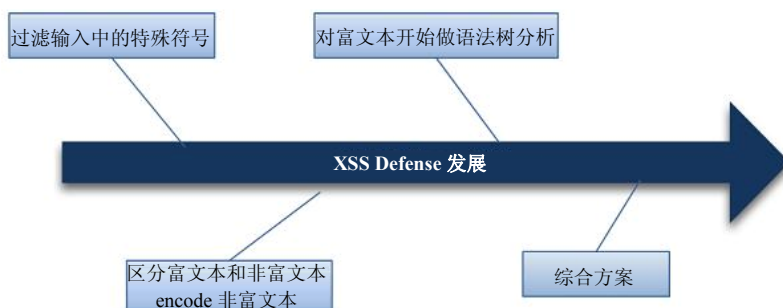 过滤输入中的特殊符号
对富文本开始做语法树分析
XSS Defense 发展
区分富文本和非富文本
encode 非富文本
综合方案